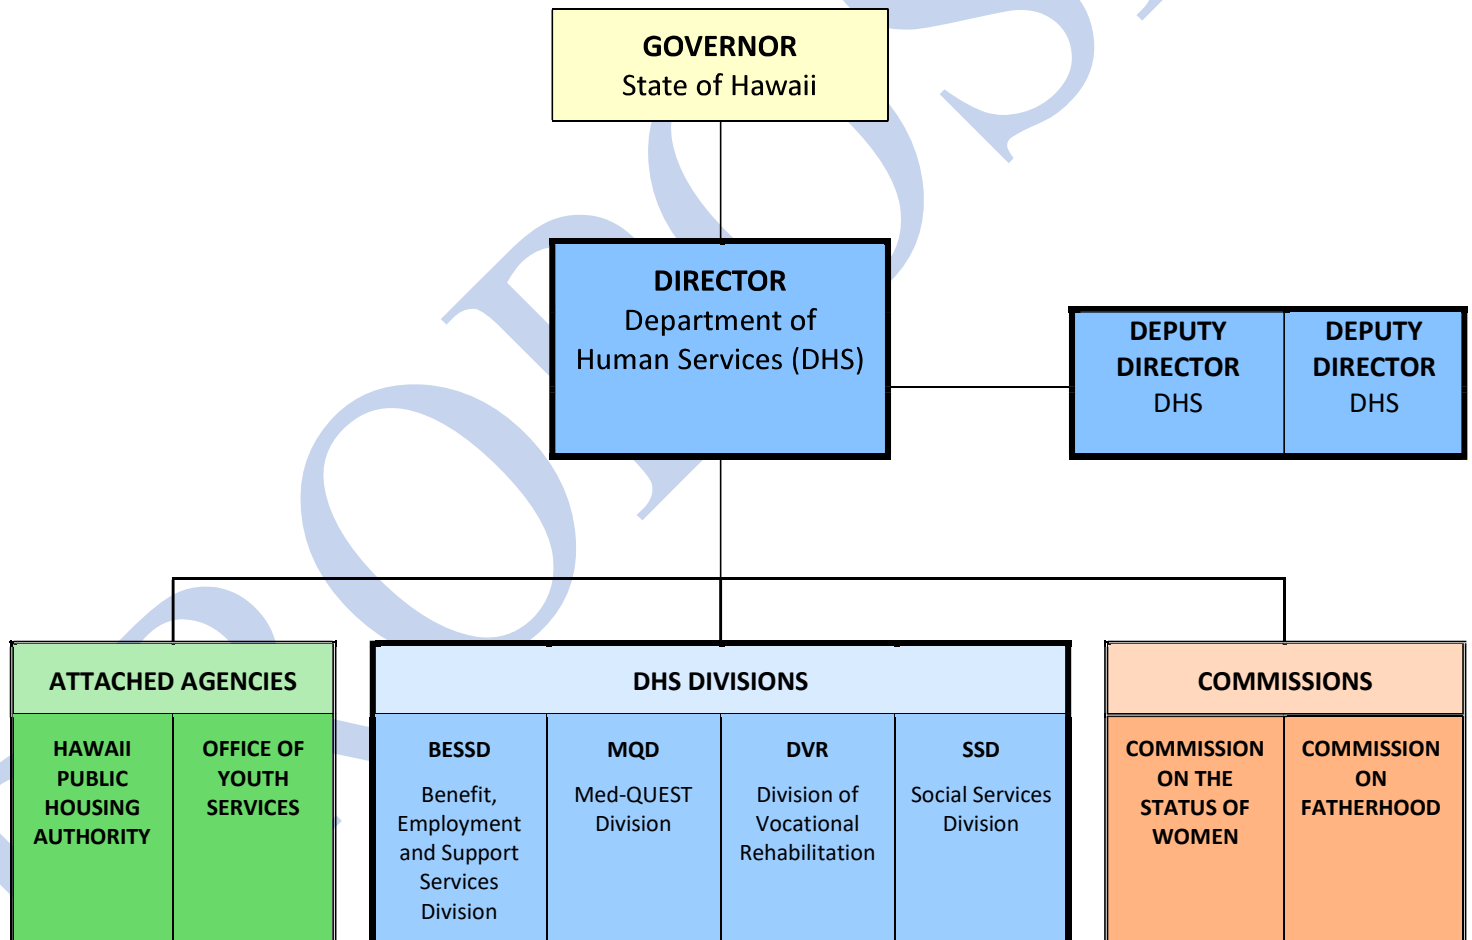 GOVERNOR
State of Hawaii
DIRECTOR
Department of
Human Services (DHS)
DEPUTY
DIRECTOR
DHS
DEPUTY
DIRECTOR
DHS
ATTACHED AGENCIES
HAWAII
PUBLIC
HOUSING
AUTHORITY
OFFICE OF
YOUTH
SERVICES
DHS DIVISIONS
BESSD
Benefit,
Employment
and Support
Services
Division
MQD
Med-QUEST
Division
DVR
Division of
Vocational
Rehabilitation
SSD
Social Services
Division
COMMISSIONS
COMMISSION
ON THE
STATUS OF
WOMEN
COMMISSION
ON
FATHERHOOD